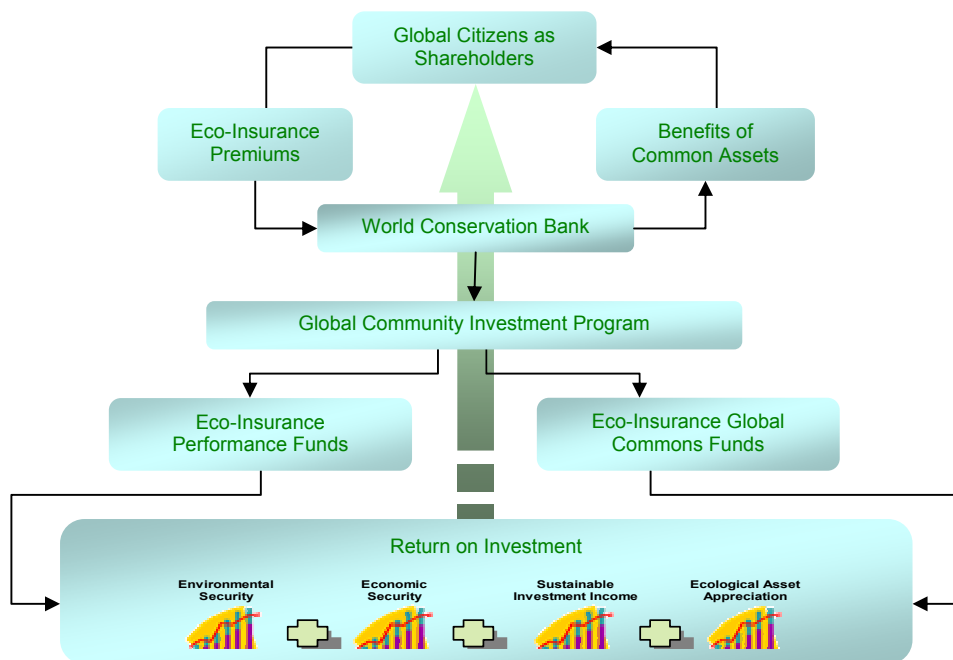 Global Citizens as
Shareholders
Eco-Insurance
Premiums
Benefits of
Common Assets
World Conservation Bank
Global Community Investment Program
Eco-Insurance
Performance Funds
Eco-Insurance Global
Commons Funds
Return on Investment
Environmental
Security
Economic
Security
Sustainable
Investment Income
Ecological Asset
Appreciation